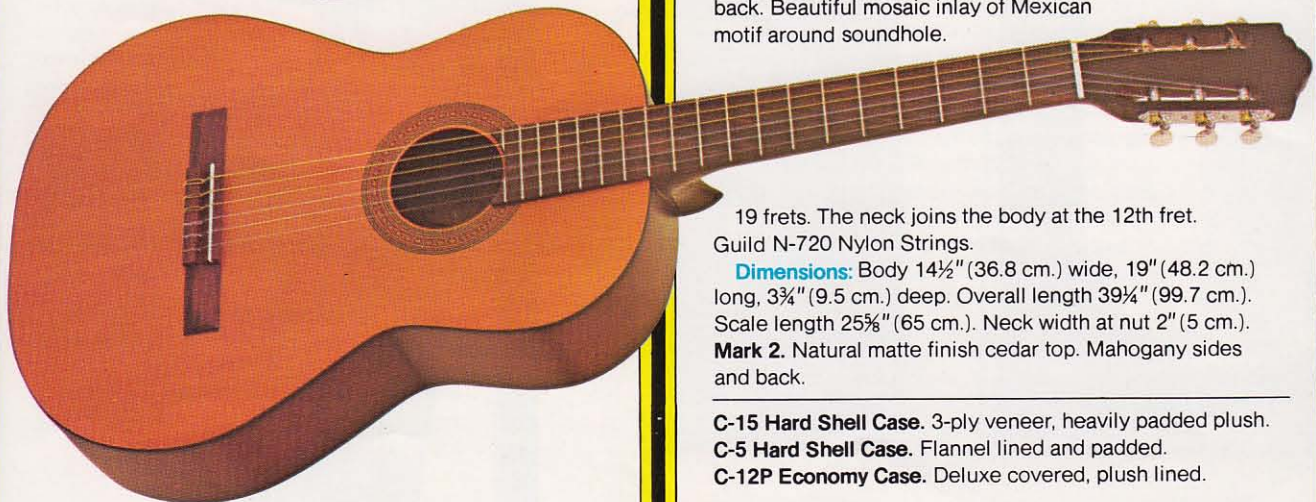 back. Beautiful mosaic inlay of Mexican
motif around soundhole.
19 frets. The neck joins the body at the 12th fret.
Guild N-720 Nylon Strings.
Dimensions: Body 14½" (36.8 cm.) wide, 19" (48.2 cm.)
long, 3¾" (9.5 cm.) deep. Overall length 39¼" (99.7 cm.).
Scale length 25⅝" (65 cm.). Neck width at nut 2" (5 cm.).
Mark 2. Natural matte finish cedar top. Mahogany sides
and back.
C-15 Hard Shell Case. 3-ply veneer, heavily padded plush.
C-5 Hard Shell Case. Flannel lined and padded.
C-12P Economy Case. Deluxe covered, plush lined.